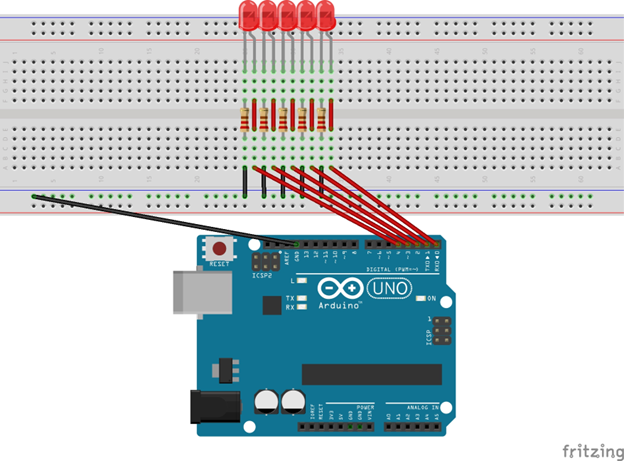 RESET
ICSP2
AREF
GND
13
12
~11
~10
~9
8
7
~6
~5
4
~3
2
TX▶1
RX◀0
DIGITAL (PWM~)
L
TX
RX
UNO
Arduino™
ON
1
ICSP
IOREF
RESET
3V3
5V
GND
GND
VIN
POWER
ANALOG IN
A0
A1
A2
A3
A4
A5
fritzing